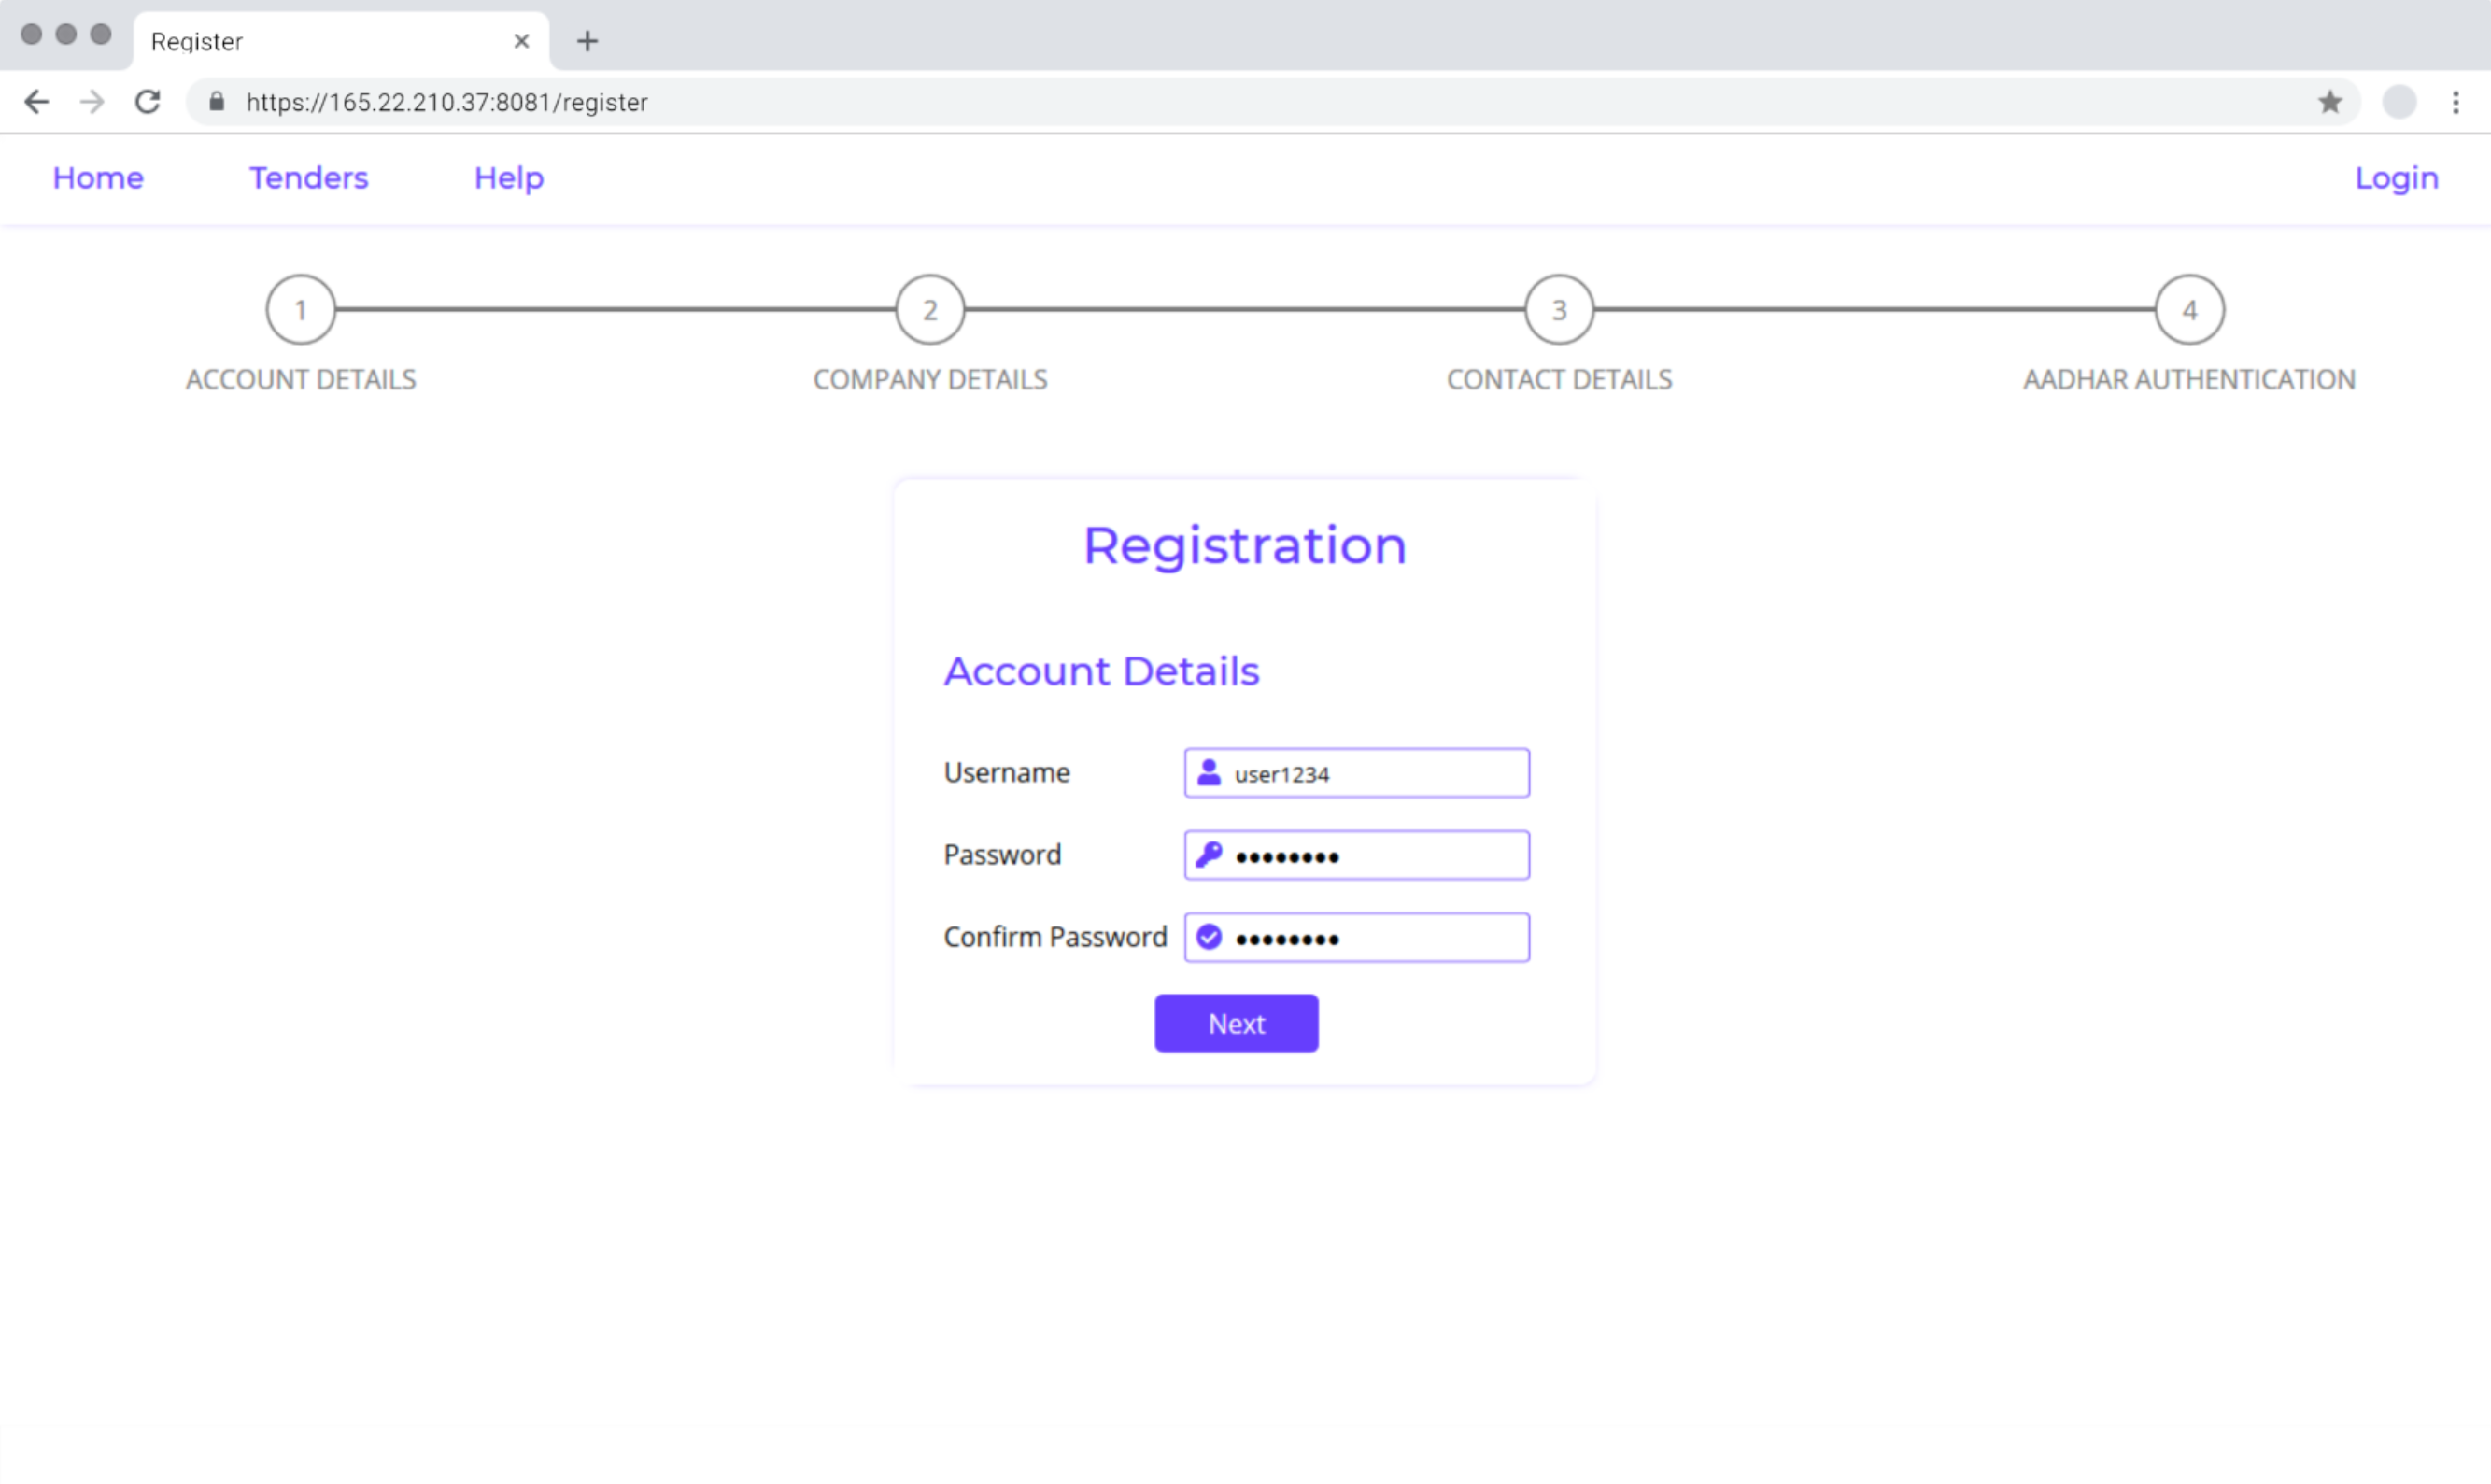 Register
https://165.22.210.37:8081/register
Home Tenders Help Login
1 2 3 4
ACCOUNT DETAILS COMPANY DETAILS CONTACT DETAILS AADHAR AUTHENTICATION
Registration
Account Details
Username user1234
Password ••••••••
Confirm Password ••••••••
Next